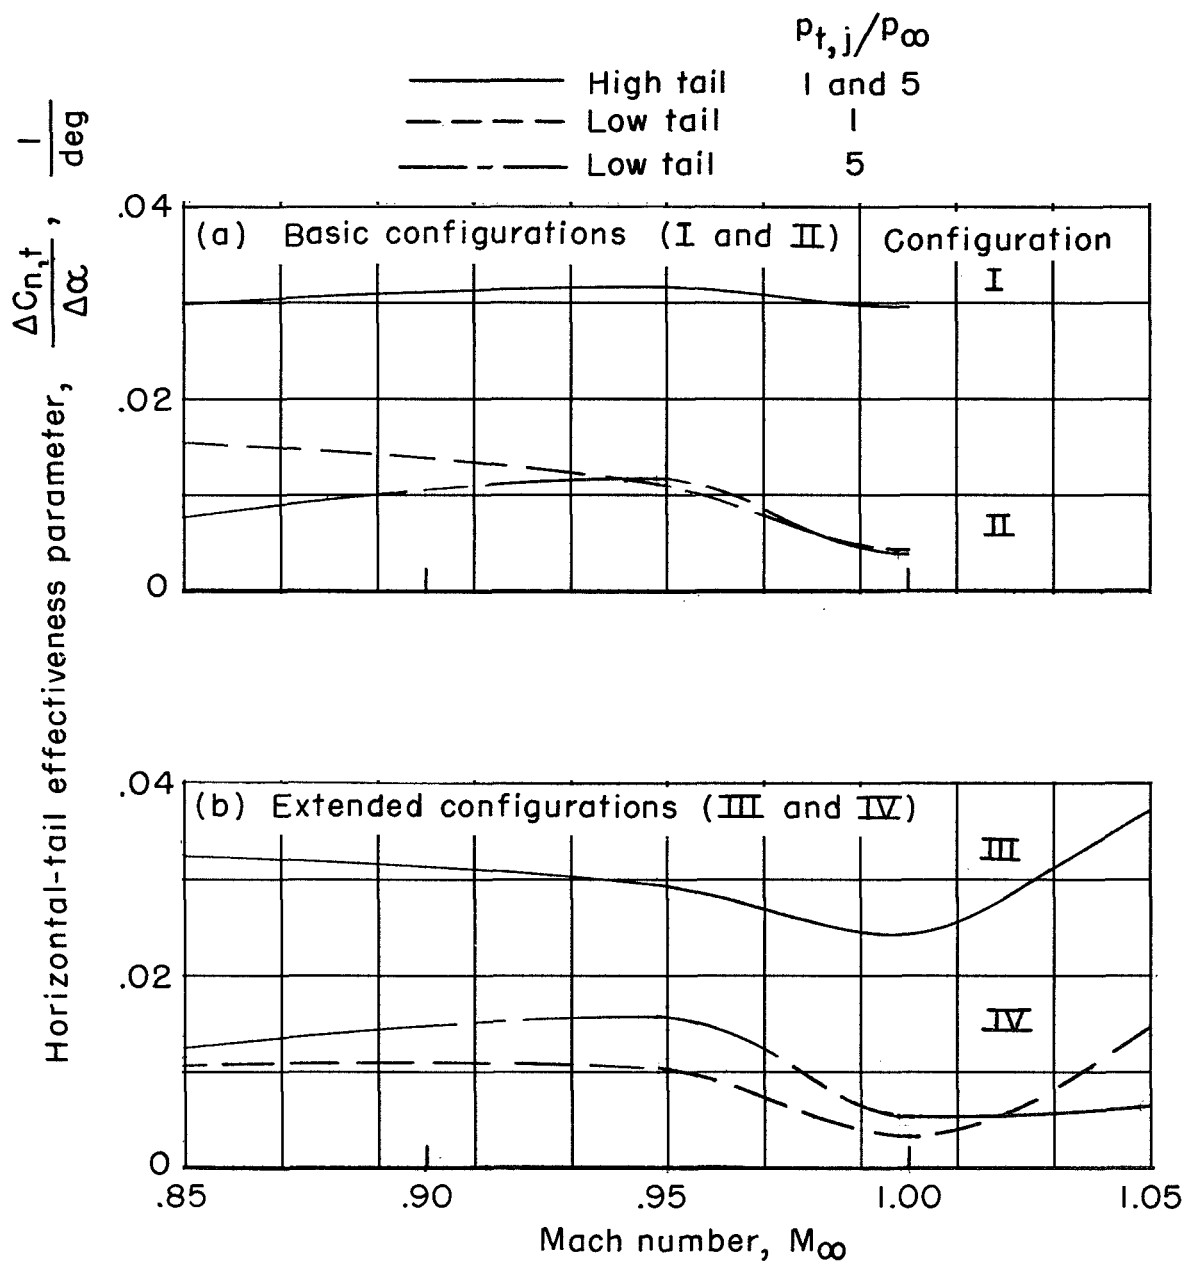 p_t,j/p_∞
High tail 1 and 5
Low tail 1
Low tail 5
Horizontal-tail effectiveness parameter, ΔC_n,t/Δα, 1/deg
.04
(a) Basic configurations (I and II)
Configuration
I
.02
II
0
.04
(b) Extended configurations (III and IV)
III
.02
IV
0
.85 .90 .95 1.00 1.05
Mach number, M_∞